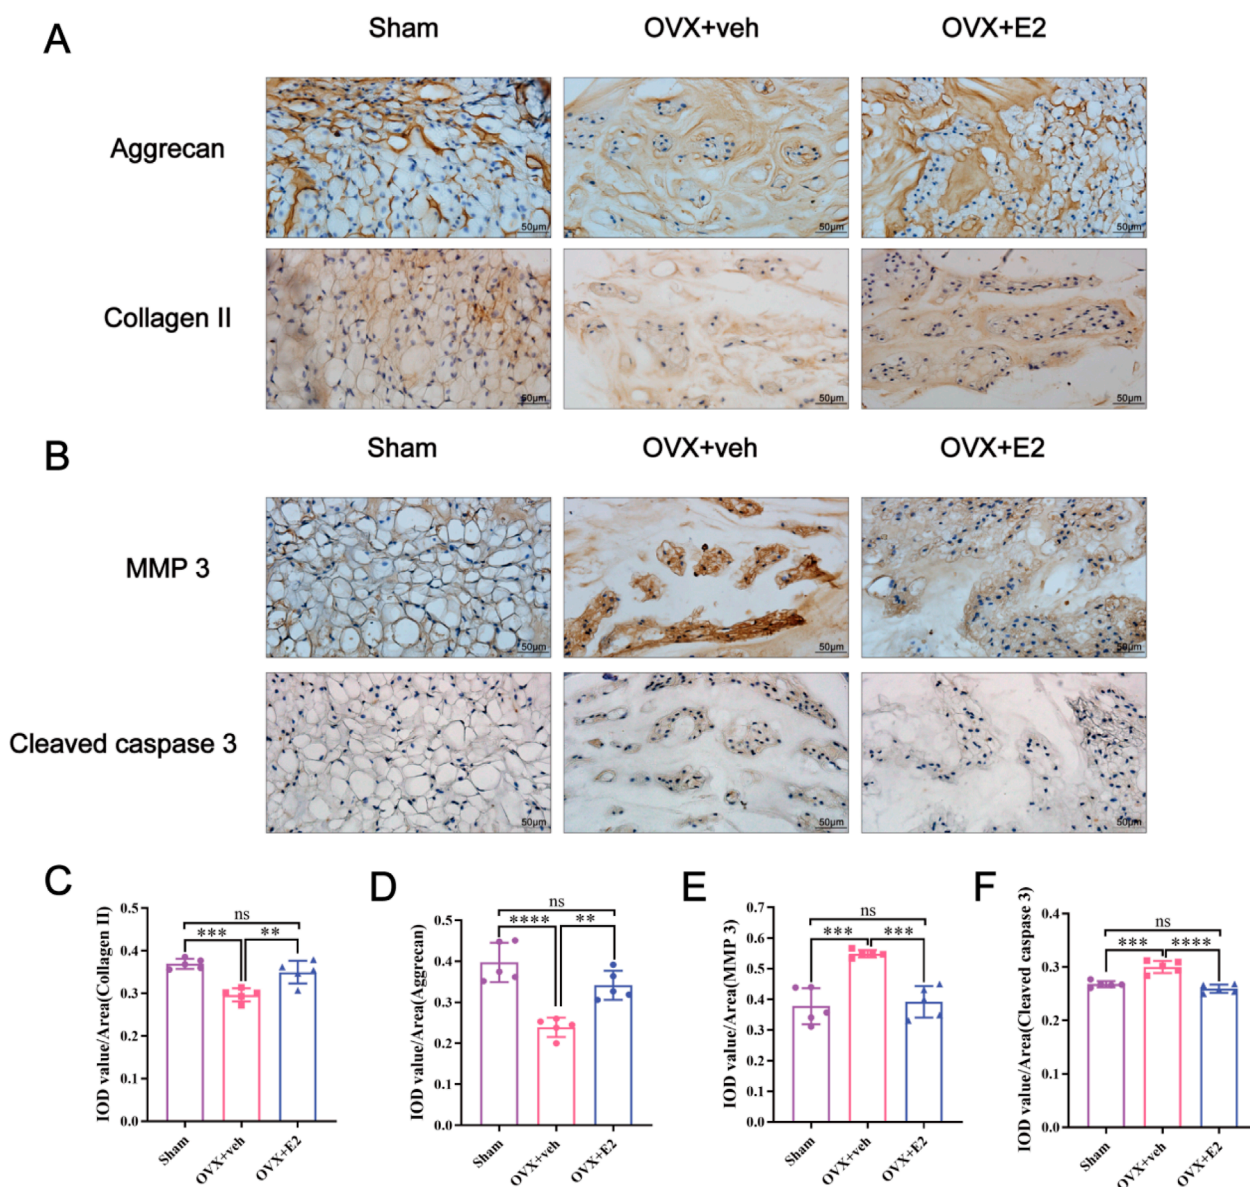 A
Sham OVX+veh OVX+E2
Aggrecan
50μm 50μm 50μm
Collagen II
50μm 50μm 50μm
B
Sham OVX+veh OVX+E2
MMP 3
50μm 50μm 50μm
Cleaved caspase 3
50μm 50μm 50μm
C
IOD value/Area(Collagen II)
0.5
0.4
0.3
0.2
0.1
0.0
ns
*** **
Sham OVX+veh OVX+E2
D
IOD value/Area(Aggrecan)
0.5
0.4
0.3
0.2
0.1
0.0
ns
**** **
Sham OVX+veh OVX+E2
E
IOD value/Area(MMP 3)
0.7
0.6
0.5
0.4
0.3
0.2
0.1
0.0
ns
*** ***
Sham OVX+veh OVX+E2
F
IOD value/Area(Cleaved caspase 3)
0.4
0.3
0.2
0.1
0.0
ns
*** ****
Sham OVX+veh OVX+E2